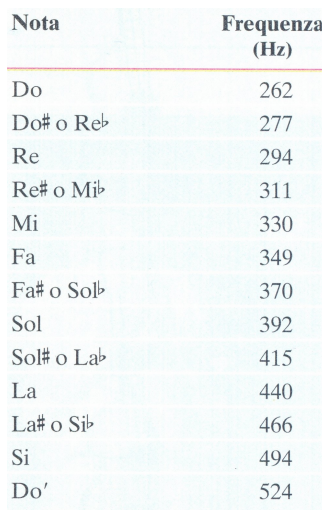 Nota Frequenza
(Hz)
Do 262
Do# o Re♭ 277
Re 294
Re# o Mi♭ 311
Mi 330
Fa 349
Fa# o Sol♭ 370
Sol 392
Sol# o La♭ 415
La 440
La# o Si♭ 466
Si 494
Do′ 524